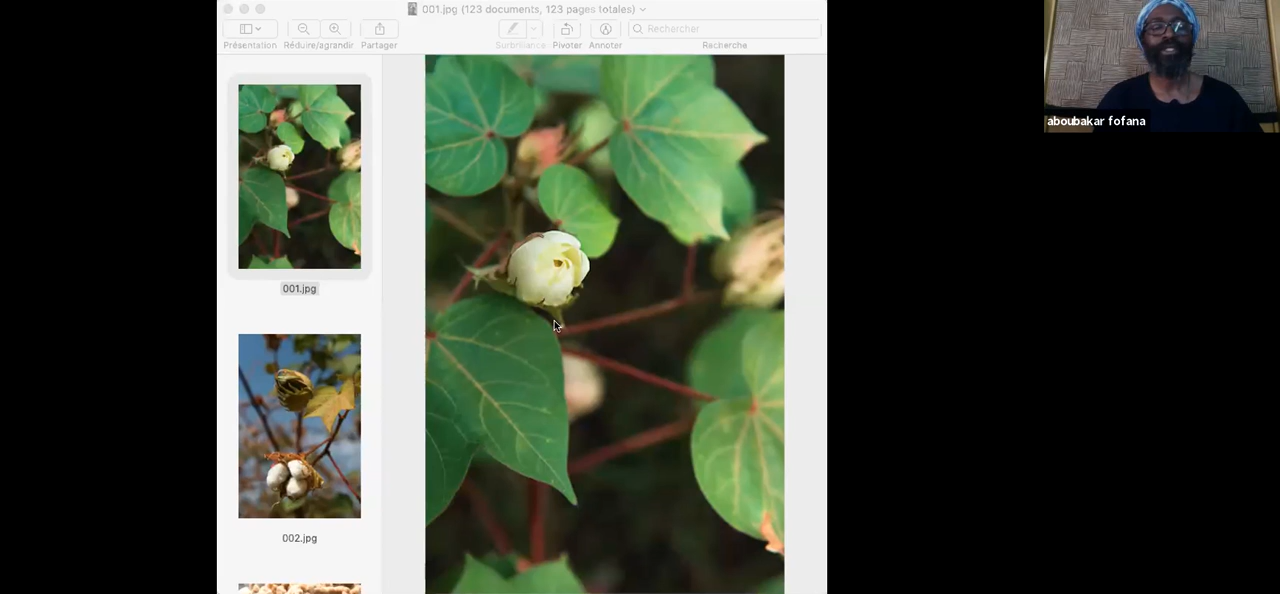 001.jpg (123 documents, 123 pages totales)
Présentation
Réduire/agrandir
Partager
Surbrillance
Pivoter
Annoter
Rechercher
Recherche
001.jpg
002.jpg
aboubakar fofana